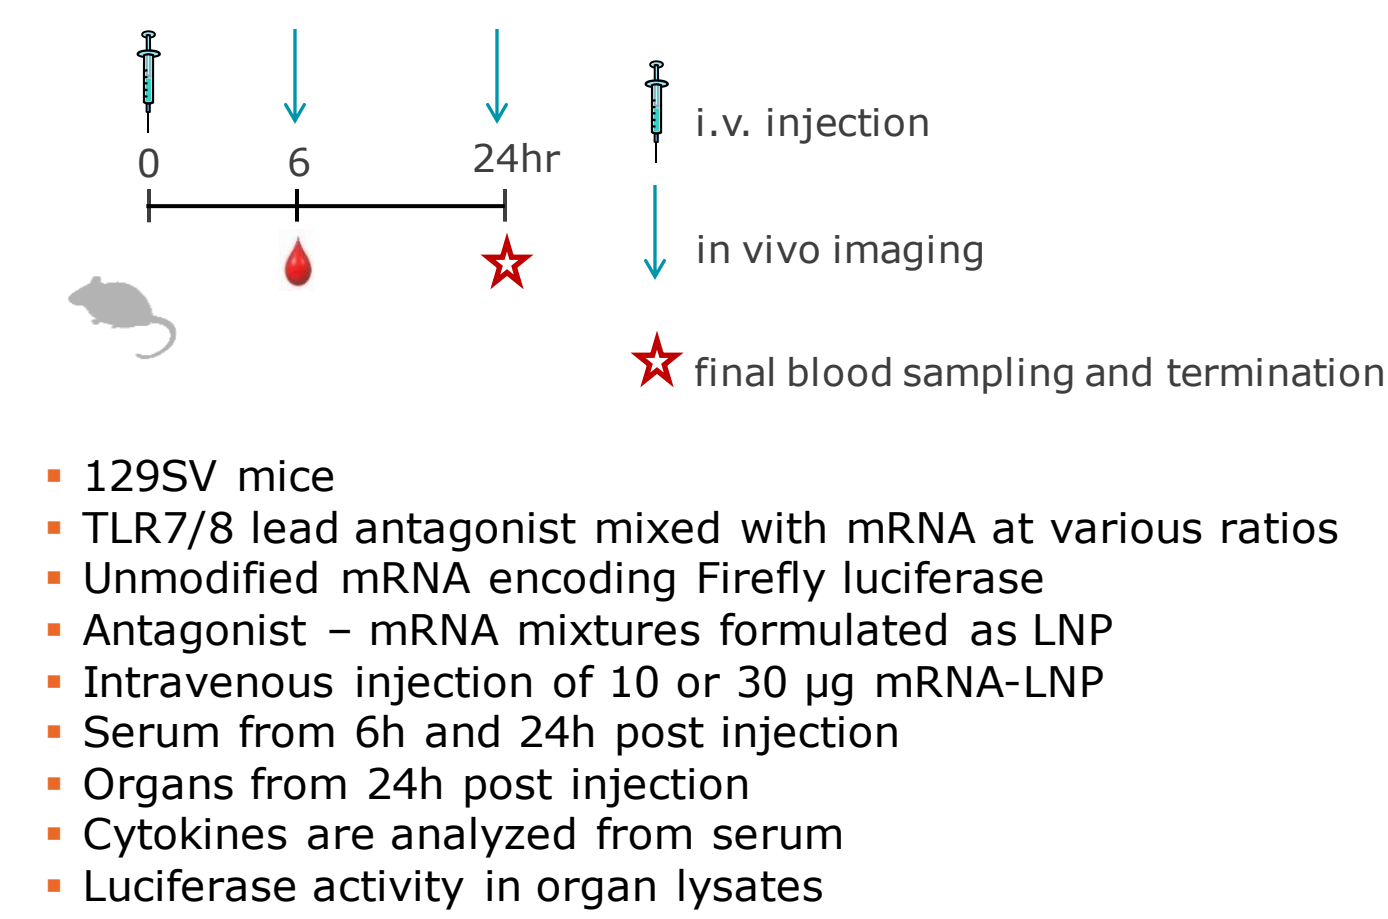 0 6 24hr
i.v. injection
in vivo imaging
final blood sampling and termination
▪ 129SV mice
▪ TLR7/8 lead antagonist mixed with mRNA at various ratios
▪ Unmodified mRNA encoding Firefly luciferase
▪ Antagonist – mRNA mixtures formulated as LNP
▪ Intravenous injection of 10 or 30 µg mRNA-LNP
▪ Serum from 6h and 24h post injection
▪ Organs from 24h post injection
▪ Cytokines are analyzed from serum
▪ Luciferase activity in organ lysates